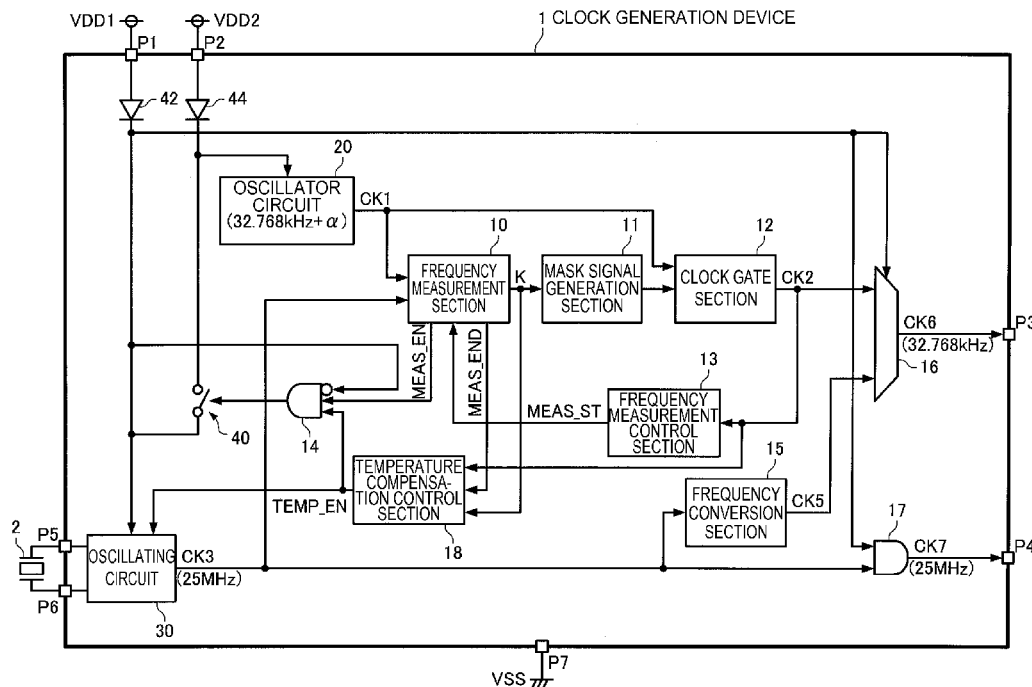 1 CLOCK GENERATION DEVICE
VDD1
VDD2
P1
P2
42
44
20
OSCILLATOR
CIRCUIT
(32.768kHz+α)
CK1
10
FREQUENCY
MEASUREMENT
SECTION
K
11
MASK SIGNAL
GENERATION
SECTION
12
CLOCK GATE
SECTION
CK2
CK6
(32.768kHz)
P3
16
MEAS_EN
MEAS_END
MEAS_ST
13
FREQUENCY
MEASUREMENT
CONTROL
SECTION
40
14
TEMPERATURE
COMPENSA-
TION CONTROL
SECTION
18
TEMP_EN
15
FREQUENCY
CONVERSION
SECTION
CK5
17
CK7
(25MHz)
P4
2
P5
P6
OSCILLATING
CIRCUIT
30
CK3
(25MHz)
P7
VSS